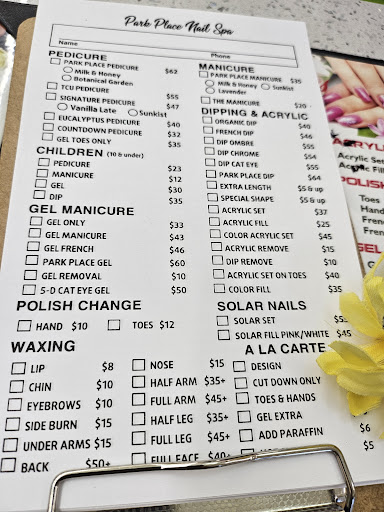 Park Place Nail Spa
Name Phone
PEDICURE
PARK PLACE PEDICURE $62
Milk & Honey
Botanical Garden
TCU PEDICURE $55
SIGNATURE PEDICURE $47
Vanilla Late Sunkist
EUCALYPTUS PEDICURE $40
COUNTDOWN PEDICURE $32
GEL TOES ONLY $35
CHILDREN (10 & under)
PEDICURE $23
MANICURE $12
GEL $30
DIP $35
GEL MANICURE
GEL ONLY $33
GEL MANICURE $43
GEL FRENCH $46
PARK PLACE GEL $60
GEL REMOVAL $10
5-D CAT EYE GEL $50
POLISH CHANGE
HAND $10 TOES $12
WAXING
LIP $8
CHIN $10
EYEBROWS $10
SIDE BURN $15
UNDER ARMS $15
BACK $50+
NOSE $15
HALF ARM $35+
FULL ARM $45+
HALF LEG $35+
FULL LEG $45+
FULL FACE $40+
MANICURE
PARK PLACE MANICURE $35
Milk & Honey Sunkist
Lavender
THE MANICURE $20
DIPPING & ACRYLIC
ORGANIC DIP $40
FRENCH DIP $46
DIP OMBRE $55
DIP CHROME $54
DIP CAT EYE $55
PARK PLACE DIP $64
EXTRA LENGTH $5 & up
SPECIAL SHAPE $5 & up
ACRYLIC SET $37
ACRYLIC FILL $25
COLOR ACRYLIC SET $45
ACRYLIC REMOVE $15
DIP REMOVE $10
ACRYLIC SET ON TOES $40
COLOR FILL $35
SOLAR NAILS
SOLAR SET
SOLAR FILL PINK/WHITE $45
A LA CARTE
DESIGN
CUT DOWN ONLY
TOES & HANDS
GEL EXTRA
ADD PARAFFIN $6
$5
ACRYL
Acrylic Set
Acrylic Fil
POLISH
Toes
Hand
Fren
Fren
GEL